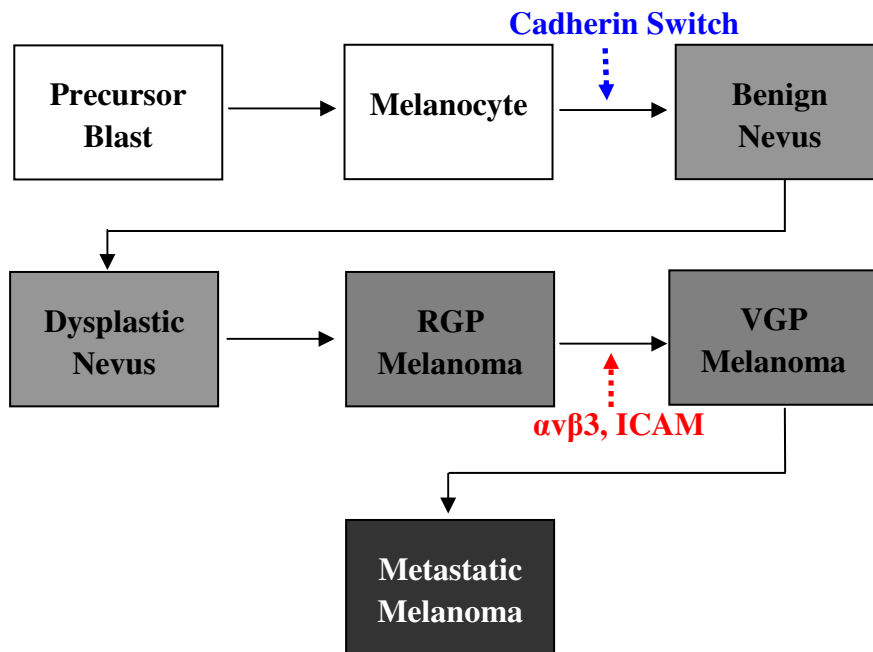 Cadherin Switch
Precursor
Blast
Melanocyte
Benign
Nevus
Dysplastic
Nevus
RGP
Melanoma
VGP
Melanoma
αvβ3, ICAM
Metastatic
Melanoma